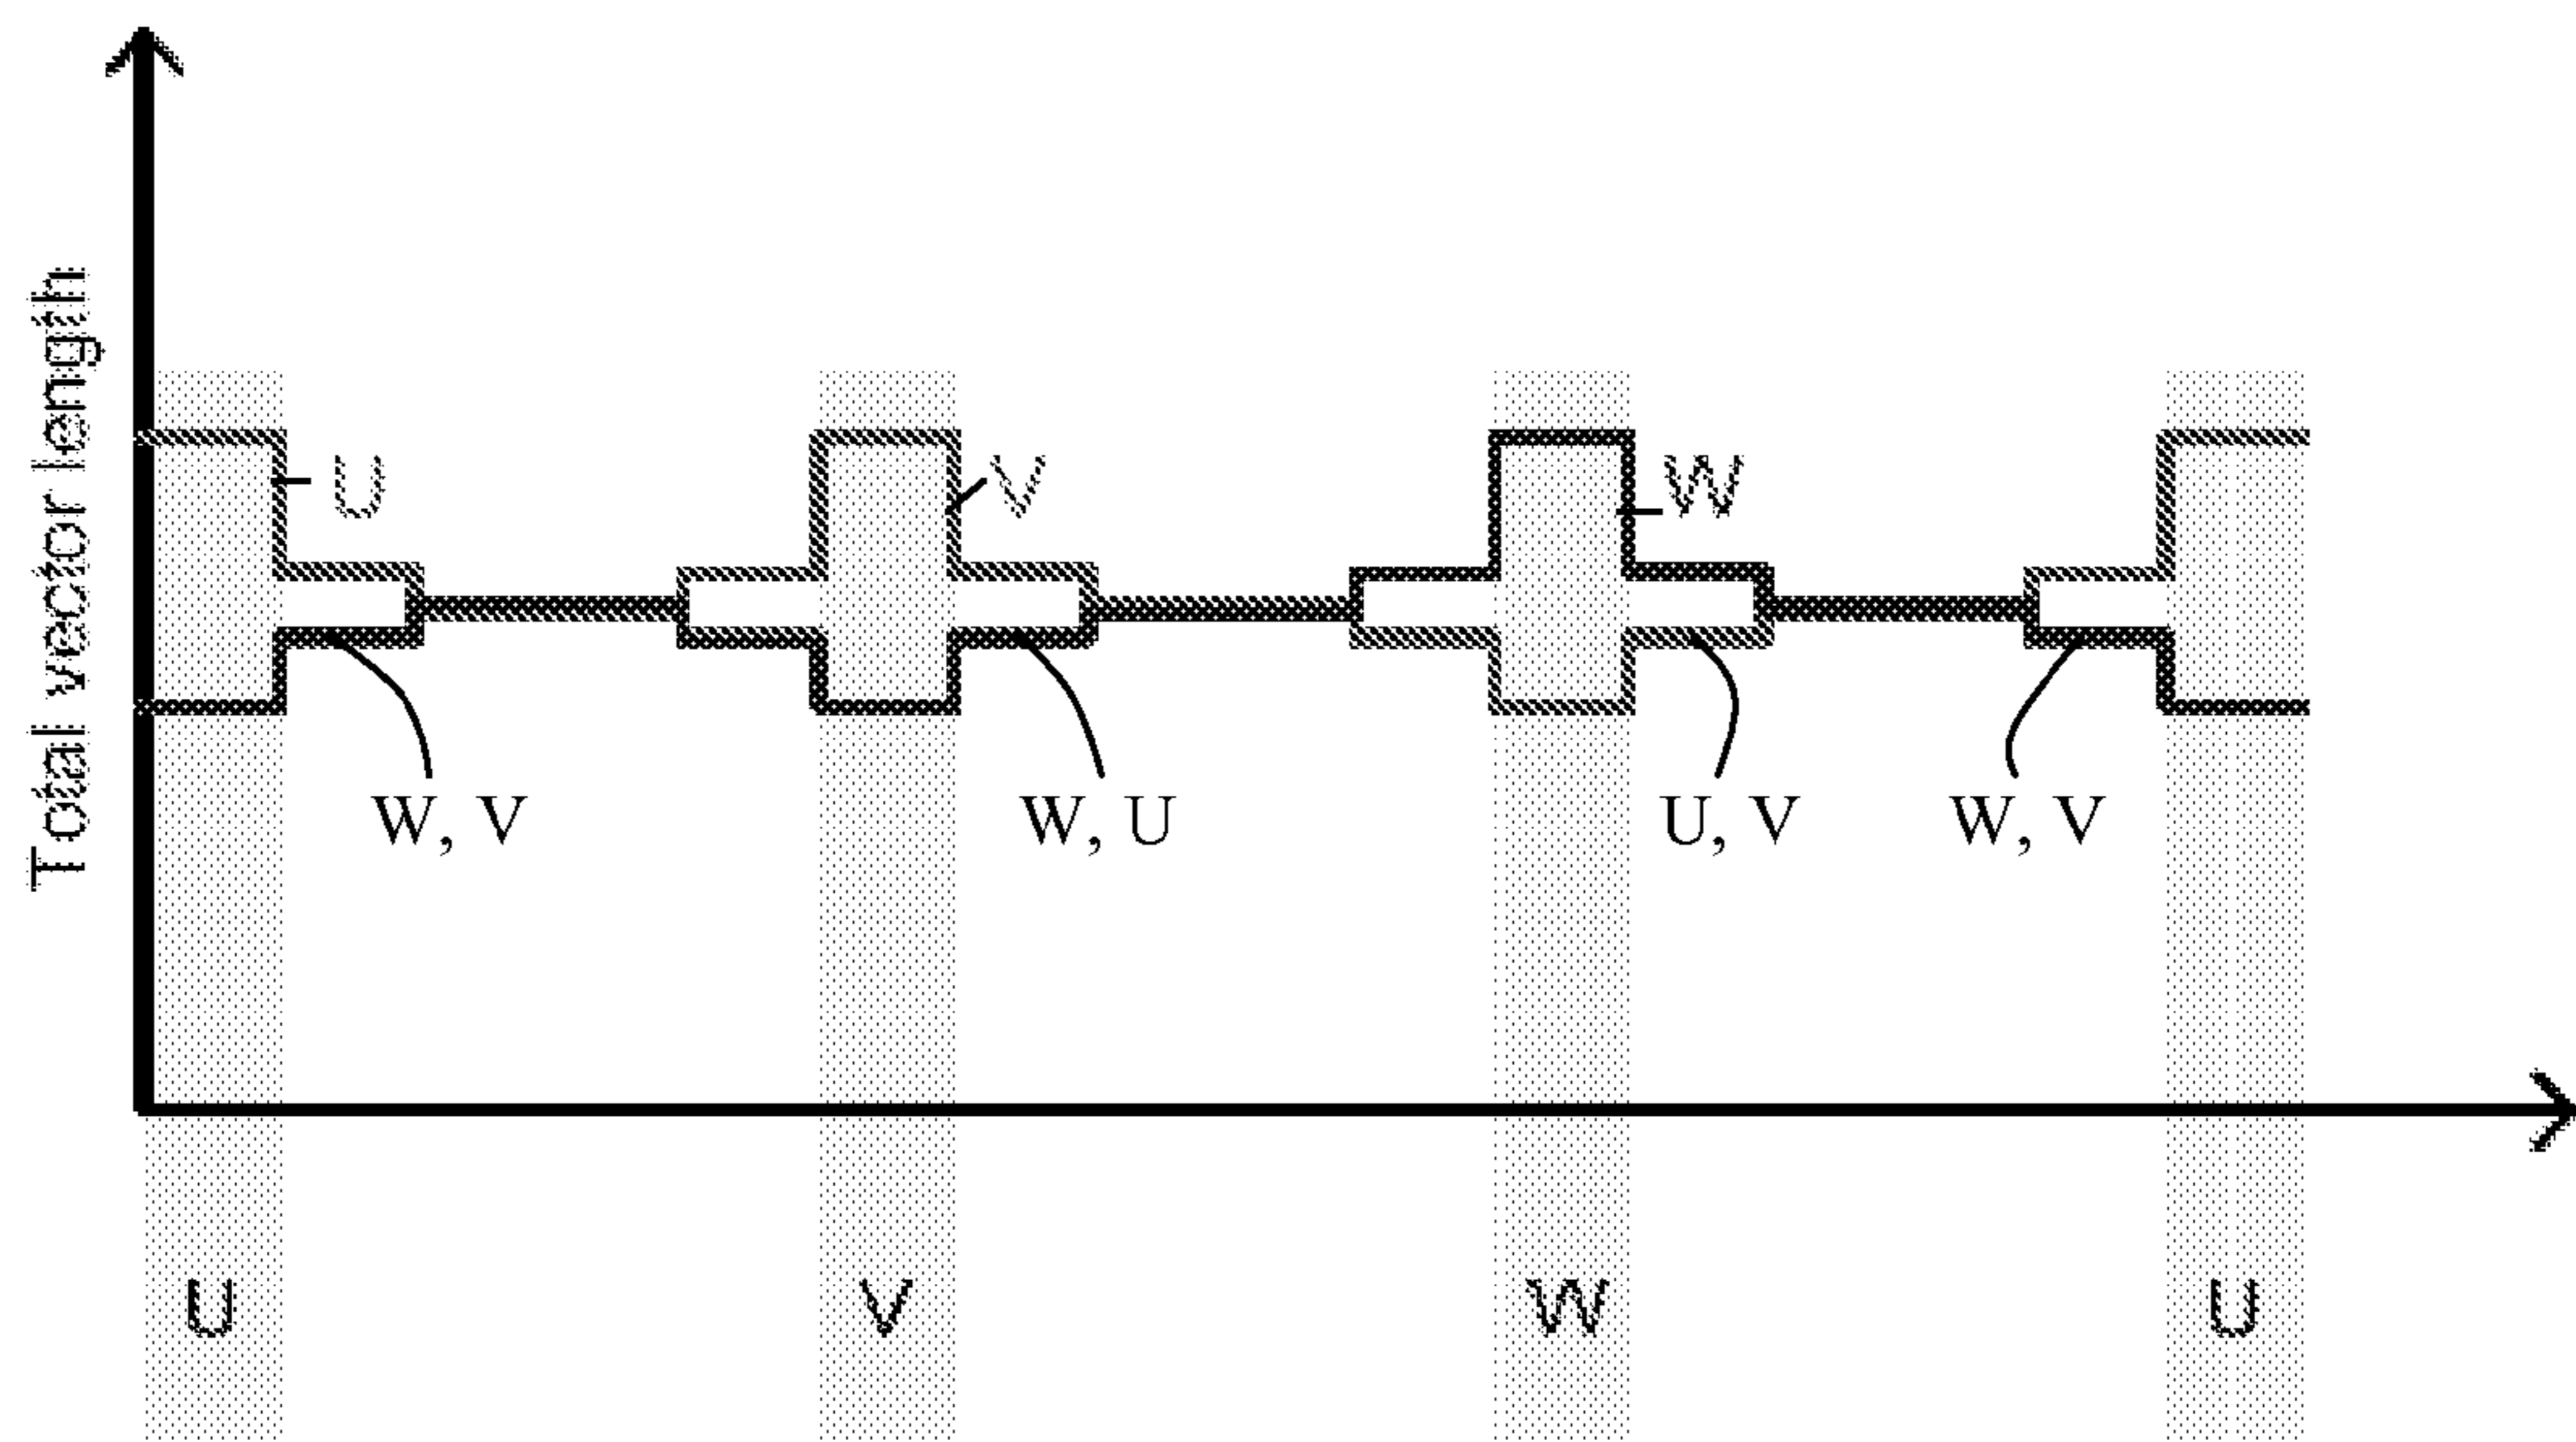 Total vector length
U
V
W
W, V
W, U
U, V
W, V
U
V
W
U